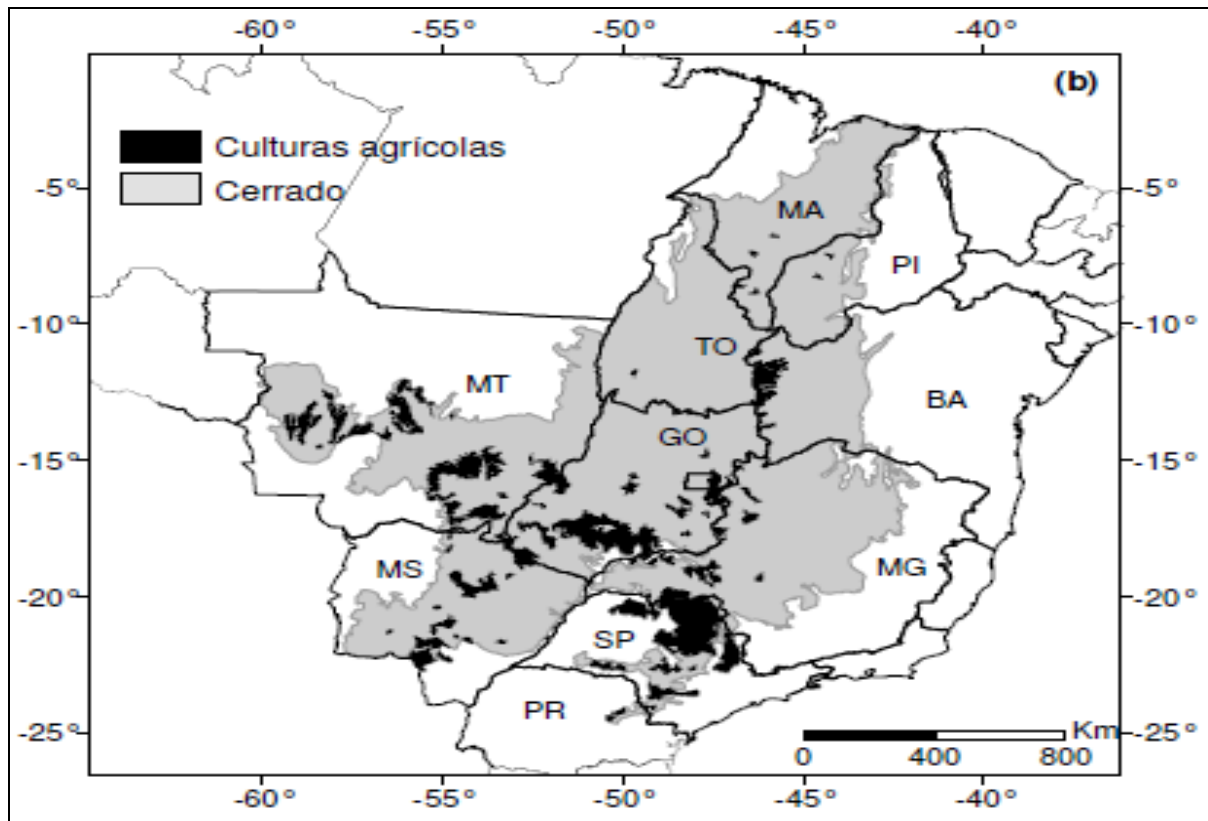 -60° -55° -50° -45° -40°
(b)
Culturas agrícolas
Cerrado
-5° -5°
MA
PI
-10° -10°
TO
MT
BA
GO
-15° -15°
MS
MG
-20° -20°
SP
PR
-25° -25°
Km
0 400 800
-60° -55° -50° -45° -40°